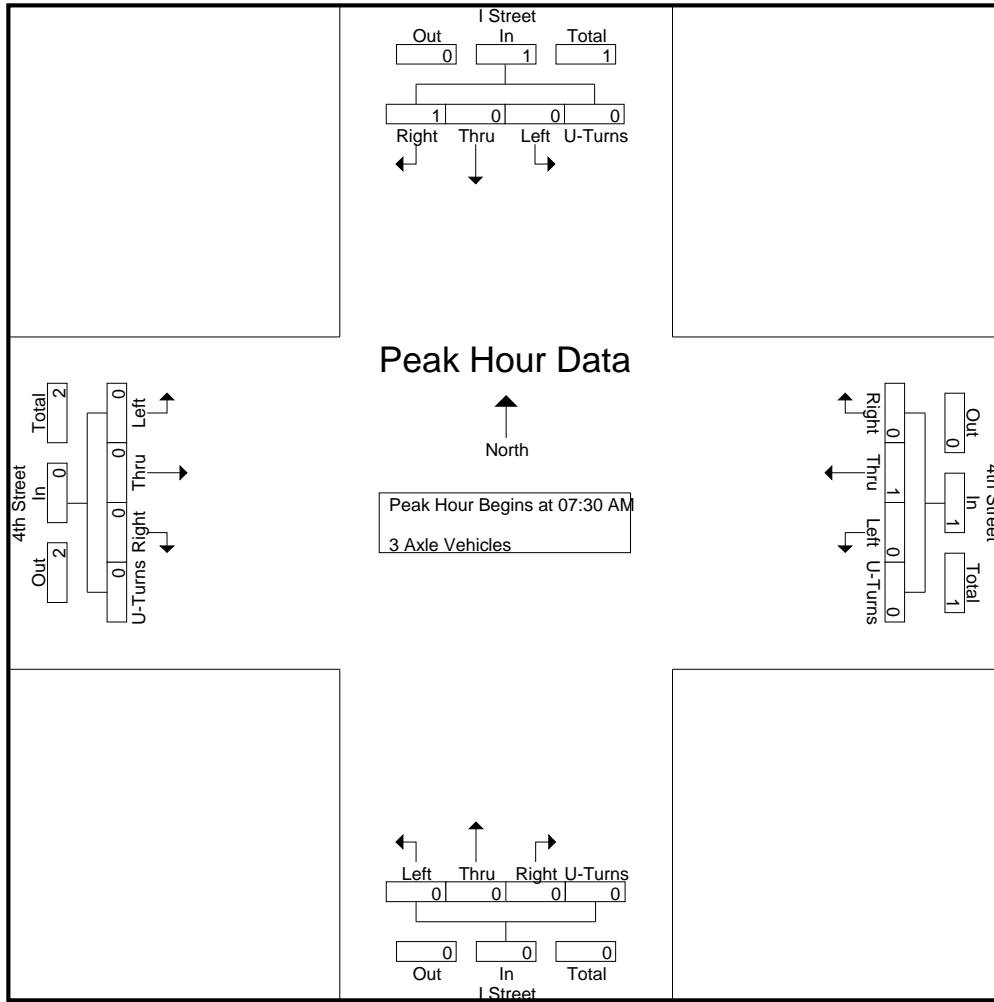 I Street
Out In Total
0 1 1
1 0 0 0
Right Thru Left U-Turns
Peak Hour Data
North
Peak Hour Begins at 07:30 AM
3 Axle Vehicles
4th Street
Total In Out
2 0 2
0 0 0 0
Left Thru Right U-Turns
Right Thru Left U-Turns
0 1 0 0
0 1 1
Out In Total
4th Street
Left Thru Right U-Turns
0 0 0 0
0 0 0
Out In Total
I Street